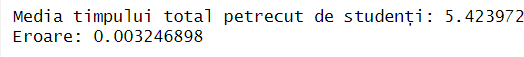 Media timpului total petrecut de studenți: 5.423972
Eroare: 0.003246898